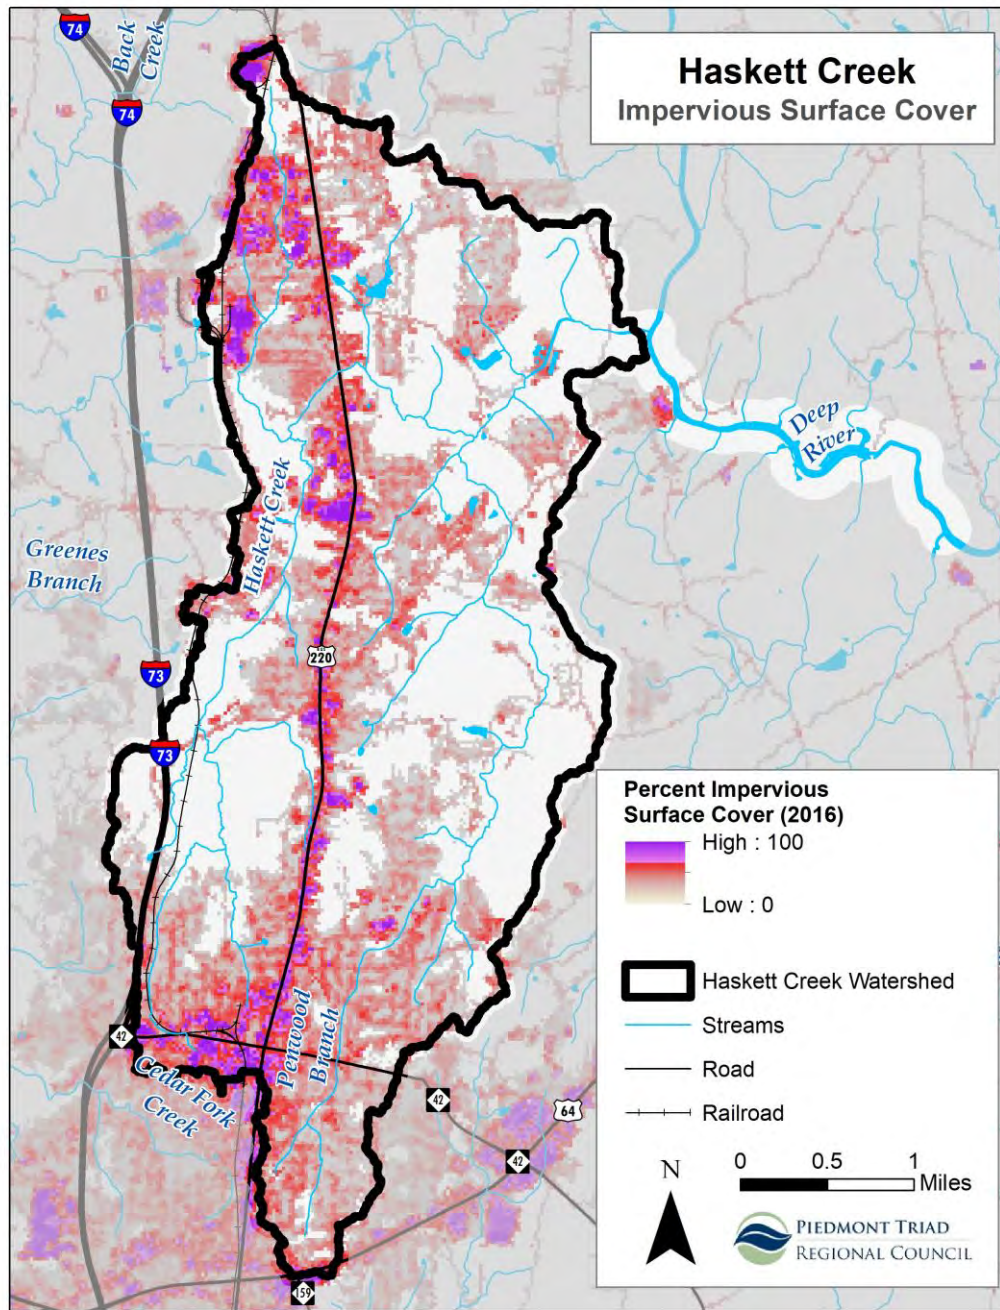 Haskett Creek
Impervious Surface Cover
74
Back
Creek
74
Deep
River
Haskett Creek
Greenes
Branch
220
73
73
Percent Impervious
Surface Cover (2016)
High : 100
Low : 0
Haskett Creek Watershed
Streams
Road
Railroad
42
Penwood
Branch
Cedar Fork
Creek
42
64
42
159
N
0 0.5 1
Miles
PIEDMONT TRIAD
REGIONAL COUNCIL